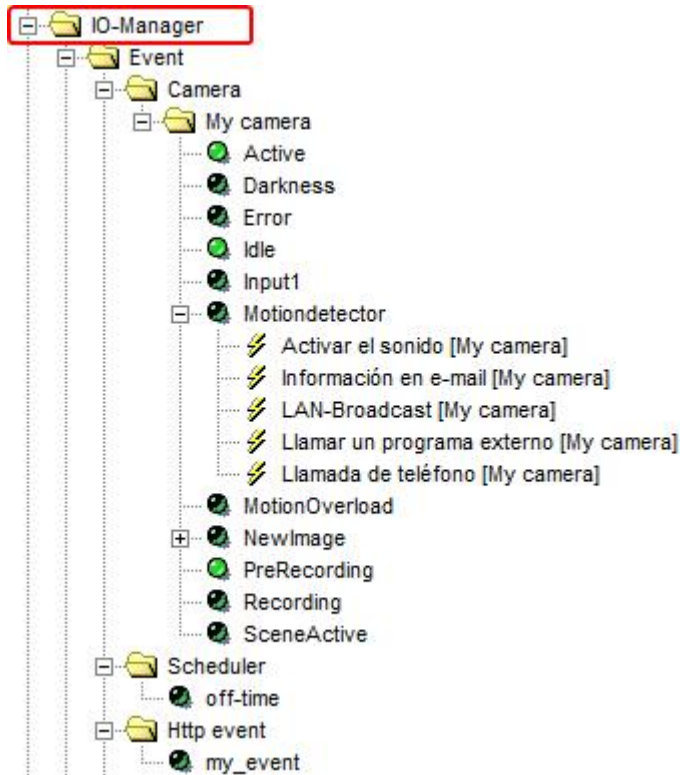 IO-Manager
Event
Camera
My camera
Active
Darkness
Error
Idle
Input1
Motiondetector
Activar el sonido [My camera]
Información en e-mail [My camera]
LAN-Broadcast [My camera]
Llamar un programa externo [My camera]
Llamada de teléfono [My camera]
MotionOverload
NewImage
PreRecording
Recording
SceneActive
Scheduler
off-time
Http event
my_event